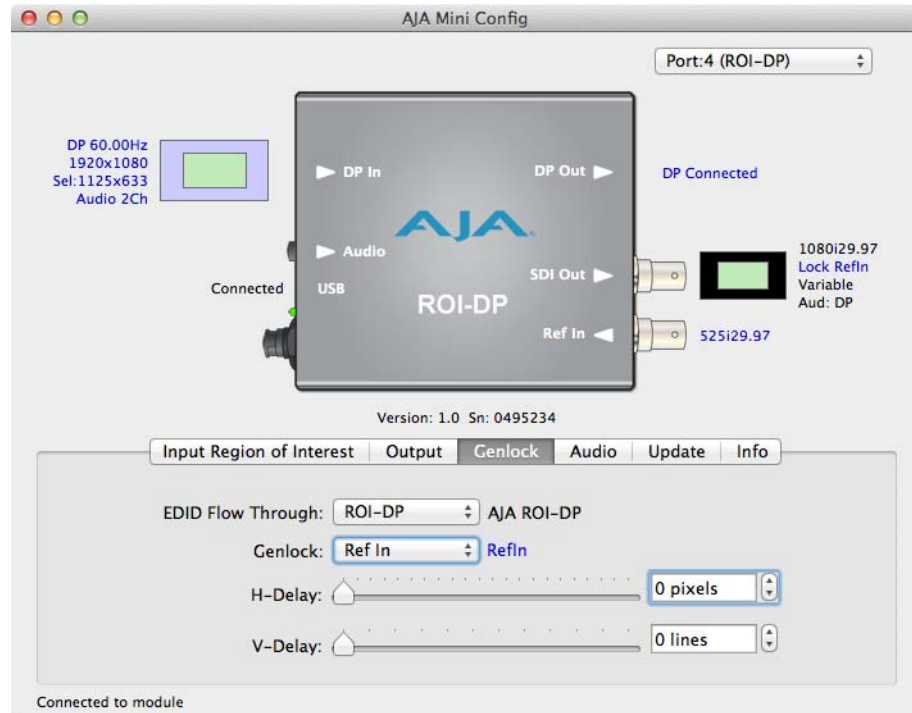 AJA Mini Config
Port:4 (ROI-DP)
DP 60.00Hz
1920x1080
Sel:1125x633
Audio 2Ch
DP In
DP Out
DP Connected
AJA
Audio
1080i29.97
Lock RefIn
Variable
Aud: DP
Connected
USB
SDI Out
ROI-DP
Ref In
525i29.97
Version: 1.0 Sn: 0495234
Input Region of Interest Output Genlock Audio Update Info
EDID Flow Through: ROI-DP AJA ROI-DP
Genlock: Ref In RefIn
H-Delay: 0 pixels
V-Delay: 0 lines
Connected to module